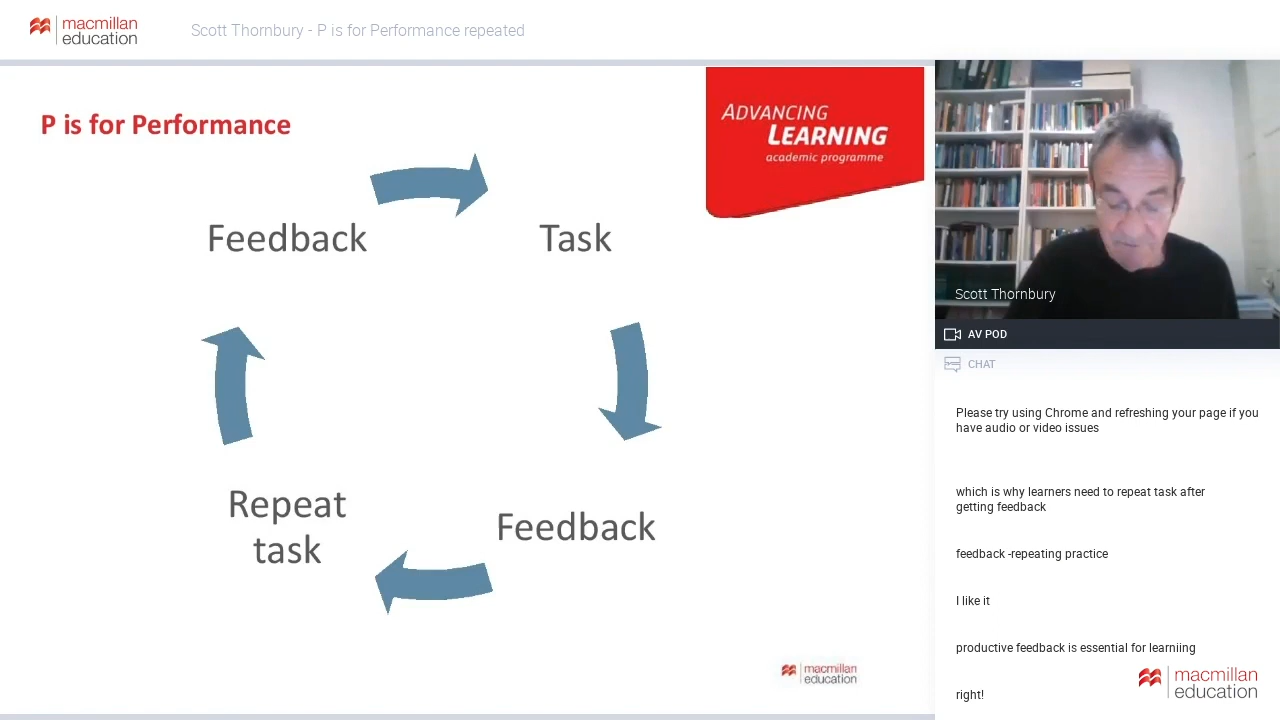 macmillan
education
Scott Thornbury - P is for Performance repeated
P is for Performance
ADVANCING
LEARNING
academic programme
Feedback
Task
Repeat
task
Feedback
macmillan
education
Scott Thornbury
AV POD
CHAT
Please try using Chrome and refreshing your page if you
have audio or video issues
which is why learners need to repeat task after
getting feedback
feedback -repeating practice
I like it
productive feedback is essential for learniing
right!
macmillan
education